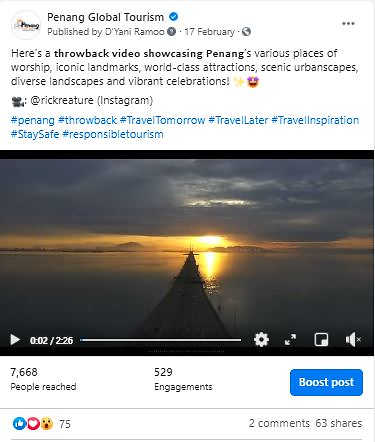 Penang Global Tourism
Published by D'Yani Ramoo · 17 February ·
Here's a throwback video showcasing Penang's various places of
worship, iconic landmarks, world-class attractions, scenic urbanscapes,
diverse landscapes and vibrant celebrations! ✨😍
🎥: @rickreature (Instagram)
#penang #throwback #TravelTomorrow #TravelLater #TravelInspiration
#StaySafe #responsibletourism
0:02 / 2:26
7,668
People reached
529
Engagements
Boost post
75
2 comments 63 shares